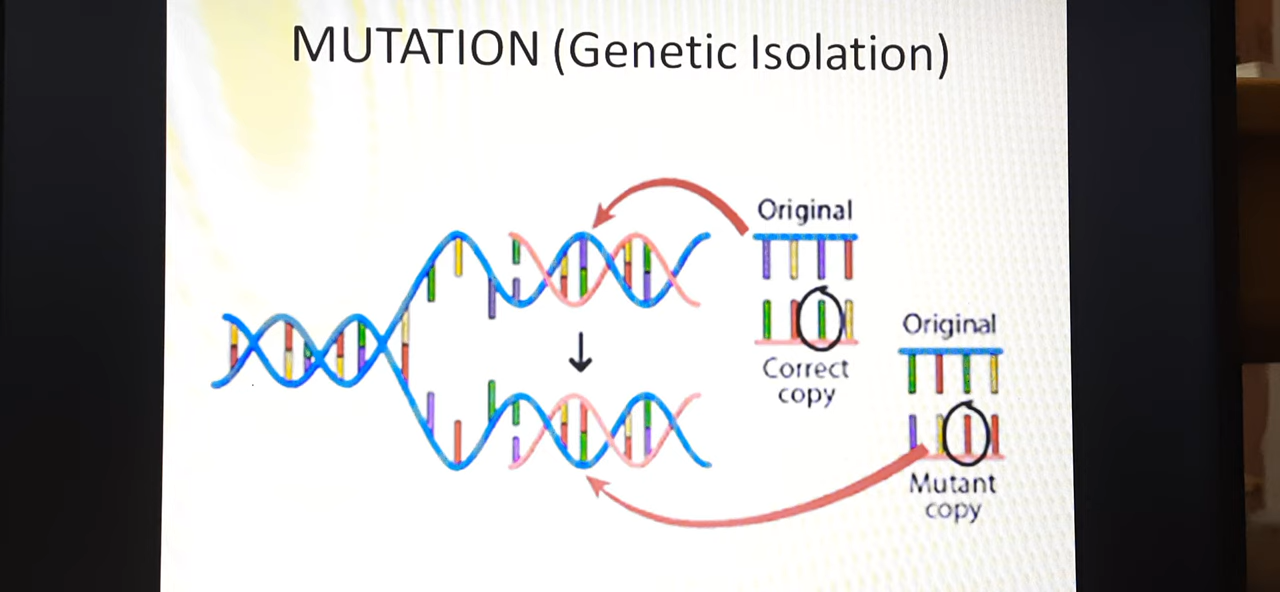 MUTATION (Genetic Isolation)
Original
Correct
copy
Original
Mutant
copy